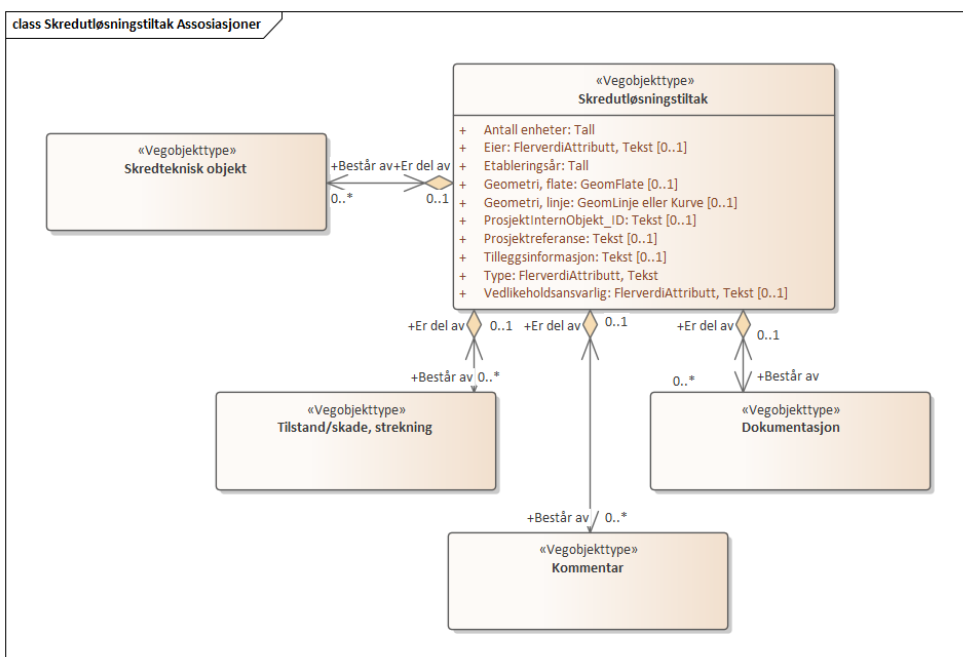 class Skredutløsningstiltak Assosiasjoner
«Vegobjekttype»
Skredutløsningstiltak
+ Antall enheter: Tall
+ Eier: FlerverdiAttributt, Tekst [0..1]
+ Etableringsår: Tall
+ Geometri, flate: GeomFlate [0..1]
+ Geometri, linje: GeomLinje eller Kurve [0..1]
+ ProsjektInternObjekt_ID: Tekst [0..1]
+ Prosjektreferanse: Tekst [0..1]
+ Tilleggsinformasjon: Tekst [0..1]
+ Type: FlerverdiAttributt, Tekst
+ Vedlikeholdsansvarlig: FlerverdiAttributt, Tekst [0..1]
«Vegobjekttype»
Skredteknisk objekt
+Består av +Er del av
0..* 0..1
+Er del av 0..1 +Er del av 0..1 +Er del av 0..1
+Består av 0..*
0..* +Består av
«Vegobjekttype»
Tilstand/skade, strekning
«Vegobjekttype»
Dokumentasjon
+Består av 0..*
«Vegobjekttype»
Kommentar